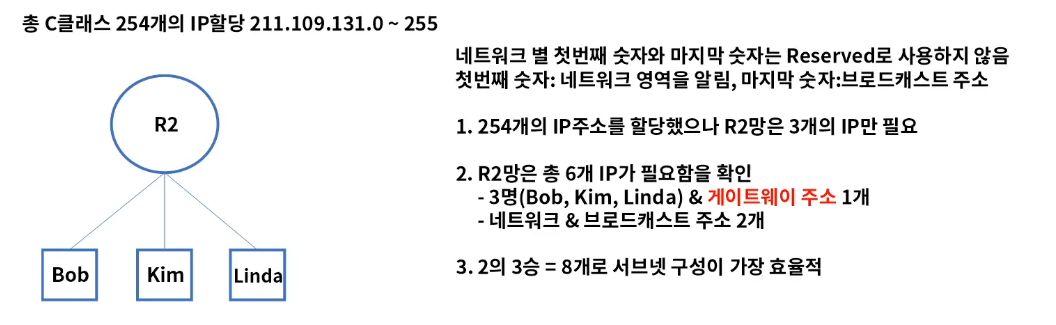 총 C클래스 254개의 IP할당 211.109.131.0 ~ 255
네트워크 별 첫번째 숫자와 마지막 숫자는 Reserved로 사용하지 않음
첫번째 숫자: 네트워크 영역을 알림, 마지막 숫자:브로드캐스트 주소
R2
1. 254개의 IP주소를 할당했으나 R2망은 3개의 IP만 필요
2. R2망은 총 6개 IP가 필요함을 확인
- 3명(Bob, Kim, Linda) & 게이트웨이 주소 1개
- 네트워크 & 브로드캐스트 주소 2개
3. 2의 3승 = 8개로 서브넷 구성이 가장 효율적
Bob
Kim
Linda